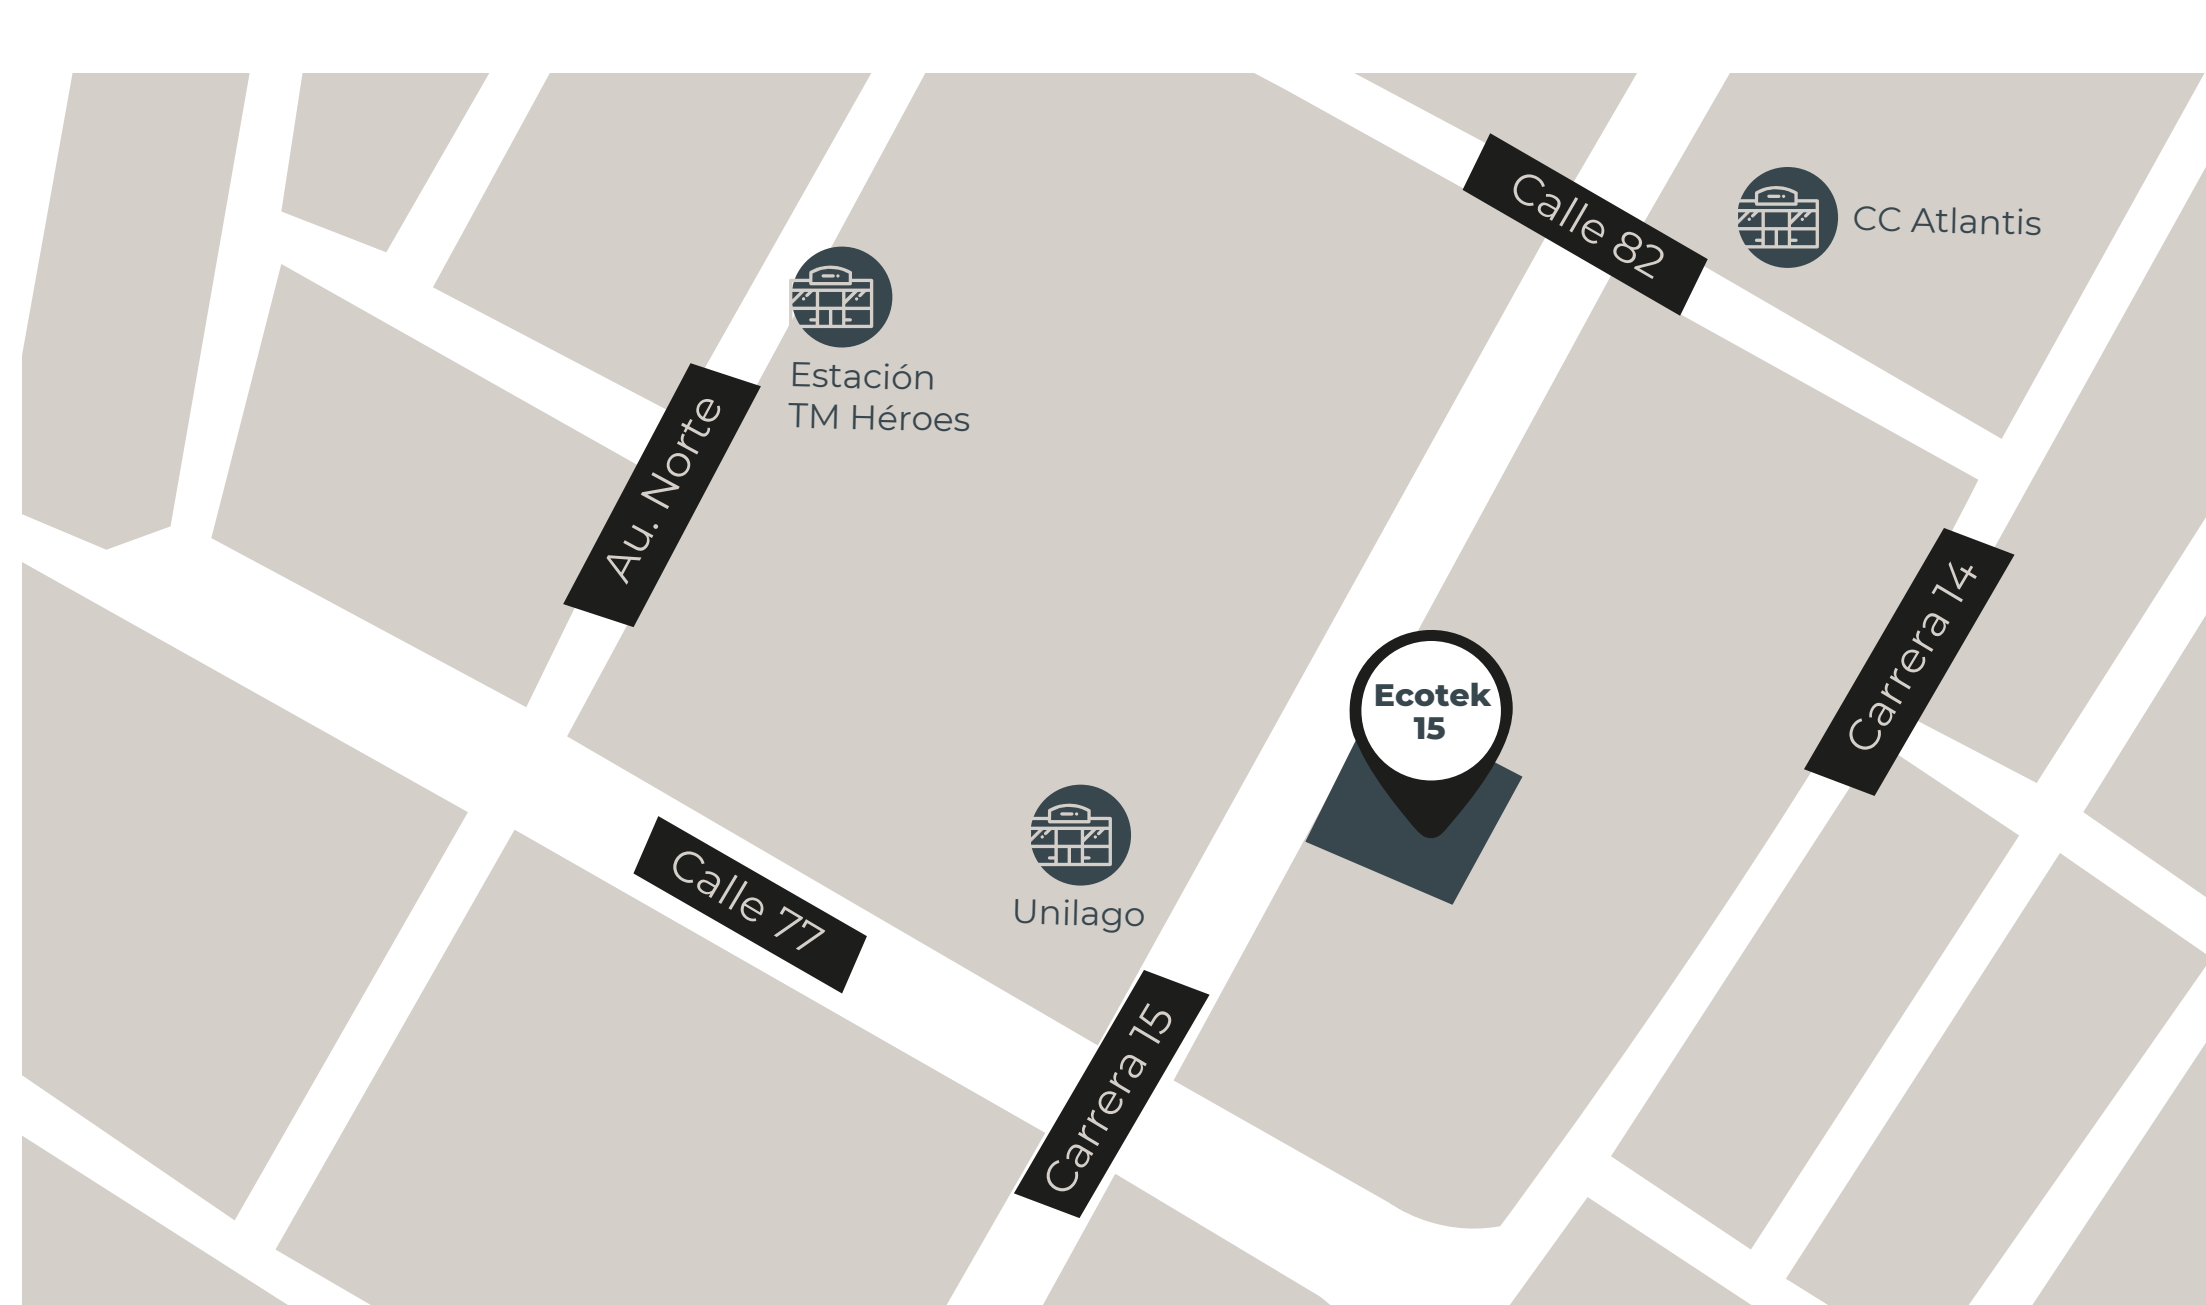 Calle 82
CC Atlantis
Estación
TM Héroes
Au. Norte
Carrera 14
Ecotek
15
Unilago
Calle 77
Carrera 15